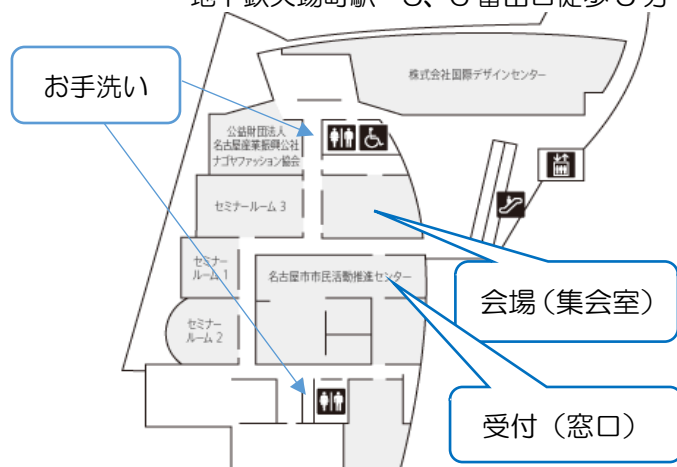 お手洗い
株式会社国際デザインセンター
公益財団法人
名古屋産業振興公社
ナゴヤファッション協会
セミナールーム 3
セミナー
ルーム 1
名古屋市市民活動推進センター
会場（集会室）
セミナー
ルーム 2
受付（窓口）